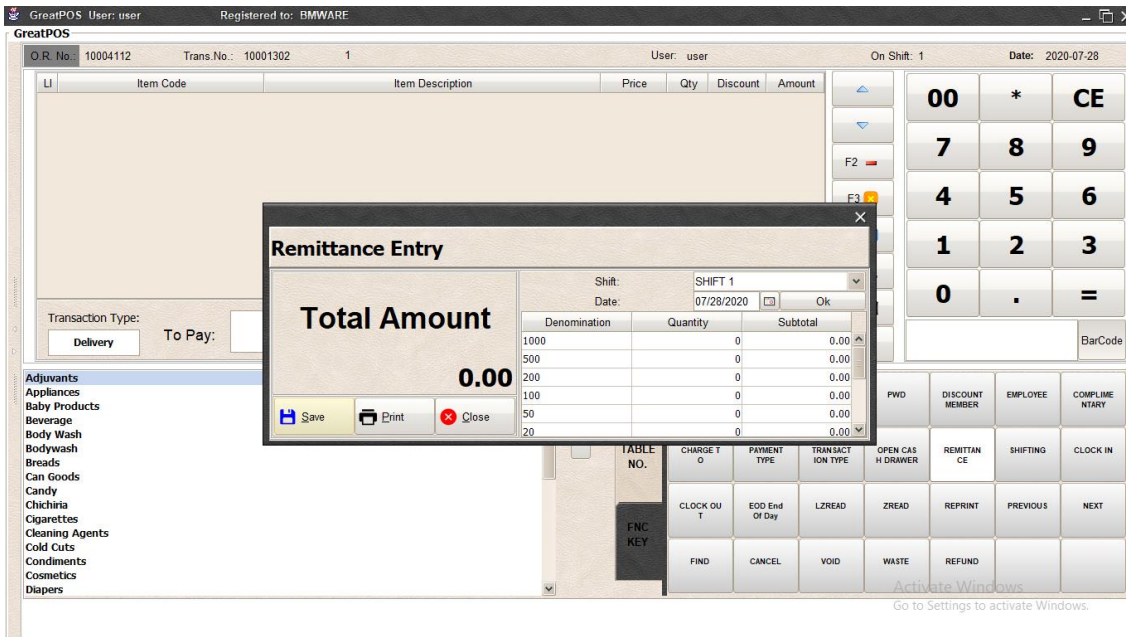 GreatPOS User: user Registered to: BMWARE
GreatPOS
O.R. No.: 10004112 Trans.No.: 10001302 1 User: user On Shift: 1 Date: 2020-07-28
LI Item Code Item Description Price Qty Discount Amount
F2
F3
00 * CE
7 8 9
4 5 6
1 2 3
0 . =
BarCode
Transaction Type:
Delivery
To Pay:
Remittance Entry
Total Amount
0.00
Save Print Close
Shift: SHIFT 1
Date: 07/28/2020 Ok
Denomination Quantity Subtotal
1000 0 0.00
500 0 0.00
200 0 0.00
100 0 0.00
50 0 0.00
20 0 0.00
Adjuvants
Appliances
Baby Products
Beverage
Body Wash
Bodywash
Breads
Can Goods
Candy
Chichiria
Cigarettes
Cleaning Agents
Cold Cuts
Condiments
Cosmetics
Diapers
TABLE
NO.
FNC
KEY
PWD DISCOUNT MEMBER EMPLOYEE COMPLIME NTARY
CHARGE T O PAYMENT TYPE TRANSACT ION TYPE OPEN CAS H DRAWER REMITTAN CE SHIFTING CLOCK IN
CLOCK OU T EOD End Of Day LZREAD ZREAD REPRINT PREVIOUS NEXT
FIND CANCEL VOID WASTE REFUND
Activate Windows
Go to Settings to activate Windows.